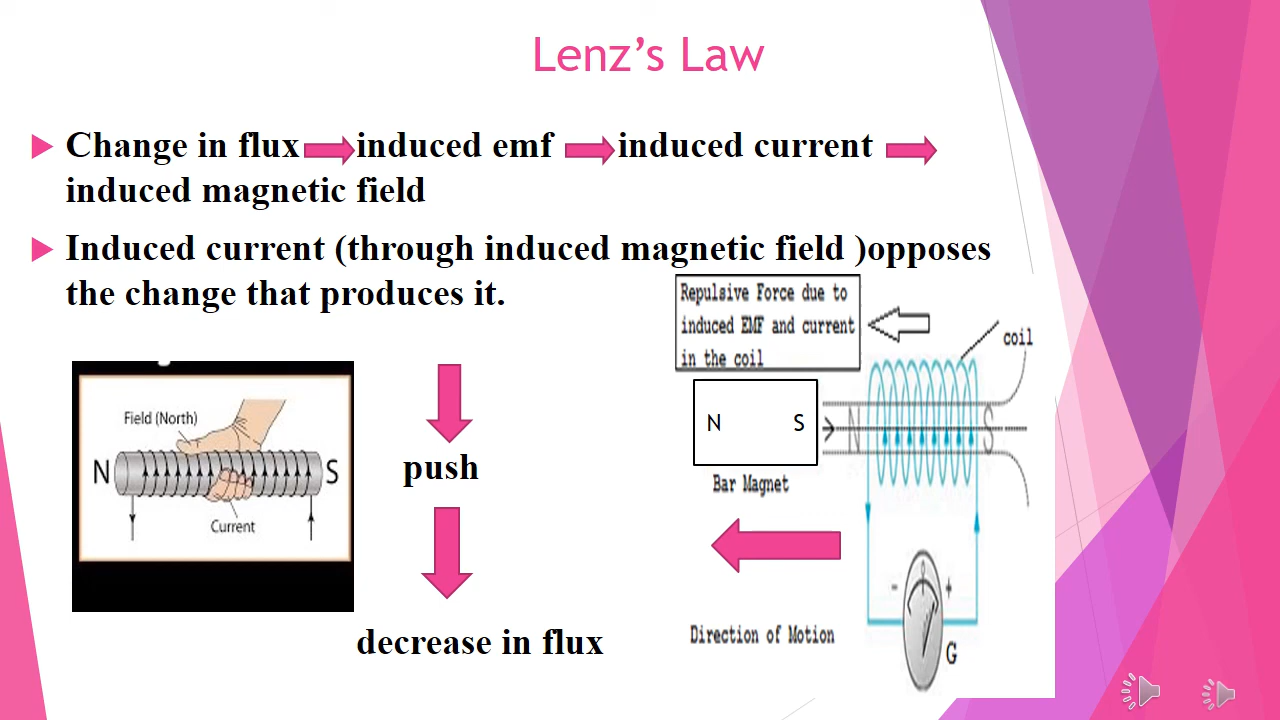 Lenz's Law
Change in flux induced emf induced current
induced magnetic field
Induced current (through induced magnetic field )opposes
the change that produces it.
Repulsive Force due to
induced EMF and current
in the coil
coil
Field (North)
N
S
Current
push
decrease in flux
N S
N
S
Bar Magnet
Direction of Motion
- 0 +
G